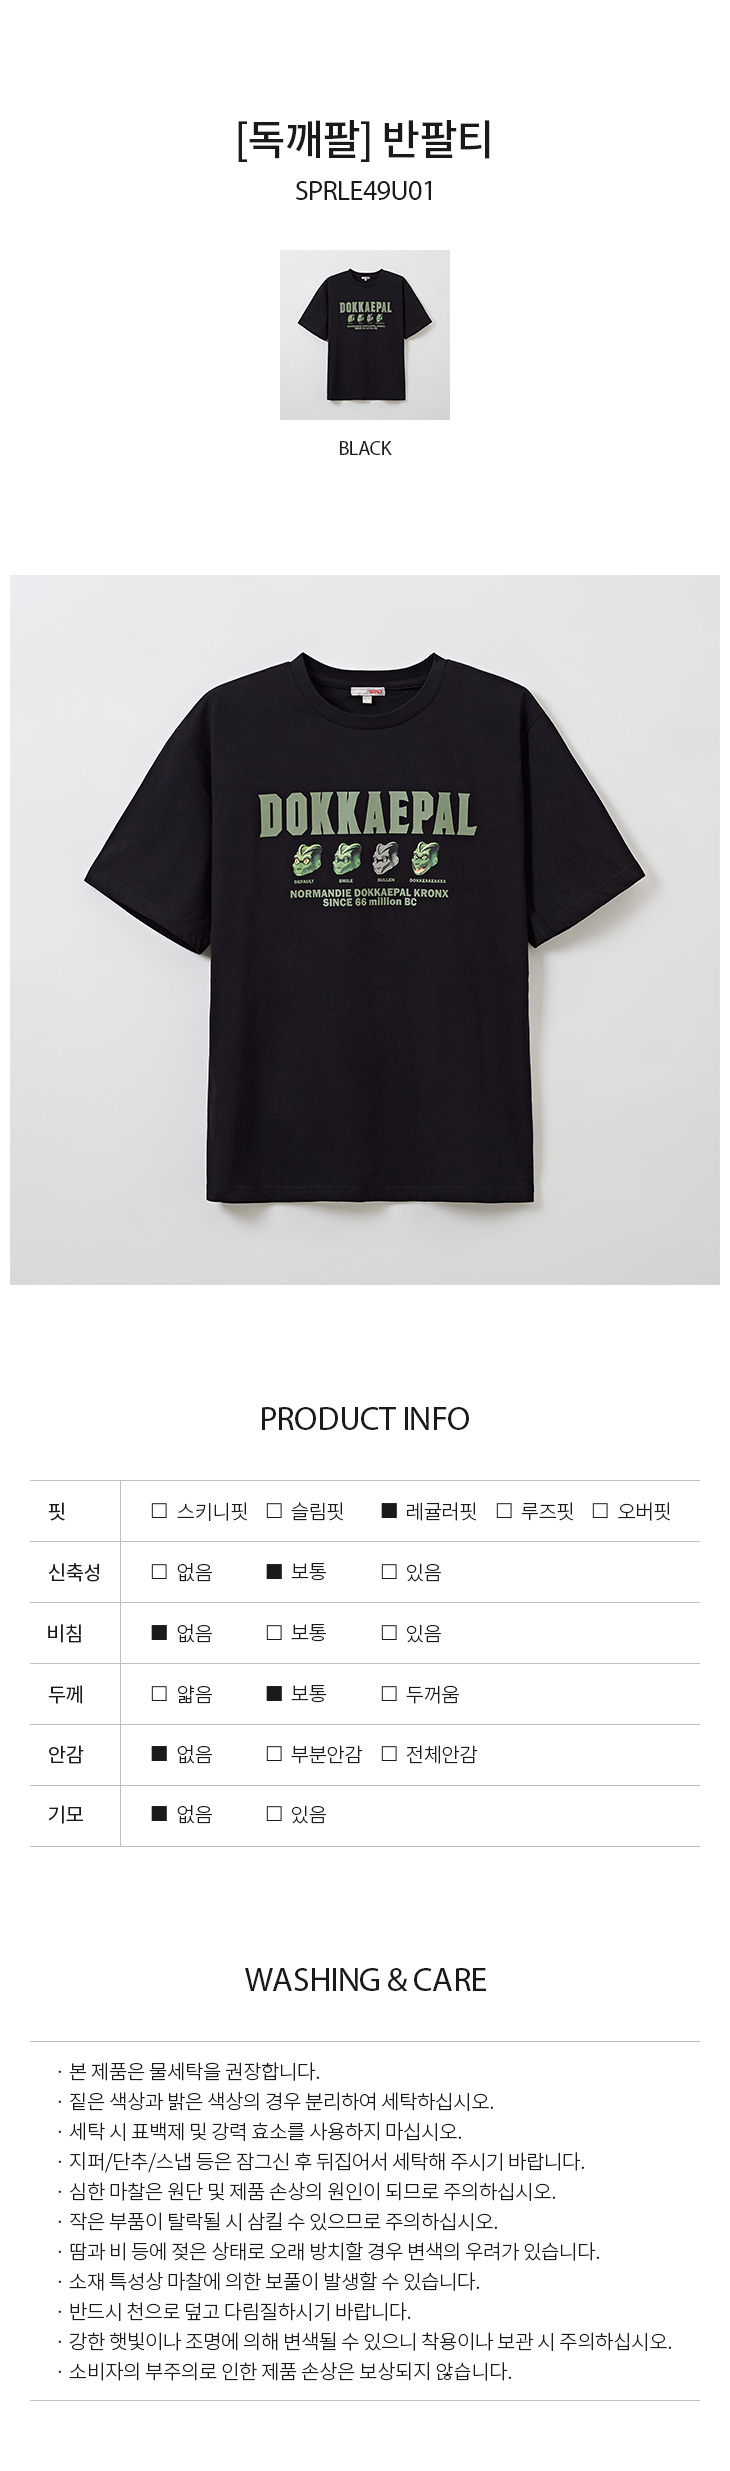 [독깨팔] 반팔티
SPRLE49U01
DOKKAEPAL
BLACK
DOKKAEPAL
DEFAULT SMILE SULLEN DOKKEAKEAKEA
NORMANDIE DOKKAEPAL KRONX
SINCE 66 million BC
PRODUCT INFO
핏 □ 스키니핏 □ 슬림핏 ■ 레귤러핏 □ 루즈핏 □ 오버핏
신축성 □ 없음 ■ 보통 □ 있음
비침 ■ 없음 □ 보통 □ 있음
두께 □ 얇음 ■ 보통 □ 두꺼움
안감 ■ 없음 □ 부분안감 □ 전체안감
기모 ■ 없음 □ 있음
WASHING & CARE
· 본 제품은 물세탁을 권장합니다.
· 짙은 색상과 밝은 색상의 경우 분리하여 세탁하십시오.
· 세탁 시 표백제 및 강력 효소를 사용하지 마십시오.
· 지퍼/단추/스냅 등은 잠그신 후 뒤집어서 세탁해 주시기 바랍니다.
· 심한 마찰은 원단 및 제품 손상의 원인이 되므로 주의하십시오.
· 작은 부품이 탈락될 시 삼킬 수 있으므로 주의하십시오.
· 땀과 비 등에 젖은 상태로 오래 방치할 경우 변색의 우려가 있습니다.
· 소재 특성상 마찰에 의한 보풀이 발생할 수 있습니다.
· 반드시 천으로 덮고 다림질하시기 바랍니다.
· 강한 햇빛이나 조명에 의해 변색될 수 있으니 착용이나 보관 시 주의하십시오.
· 소비자의 부주의로 인한 제품 손상은 보상되지 않습니다.